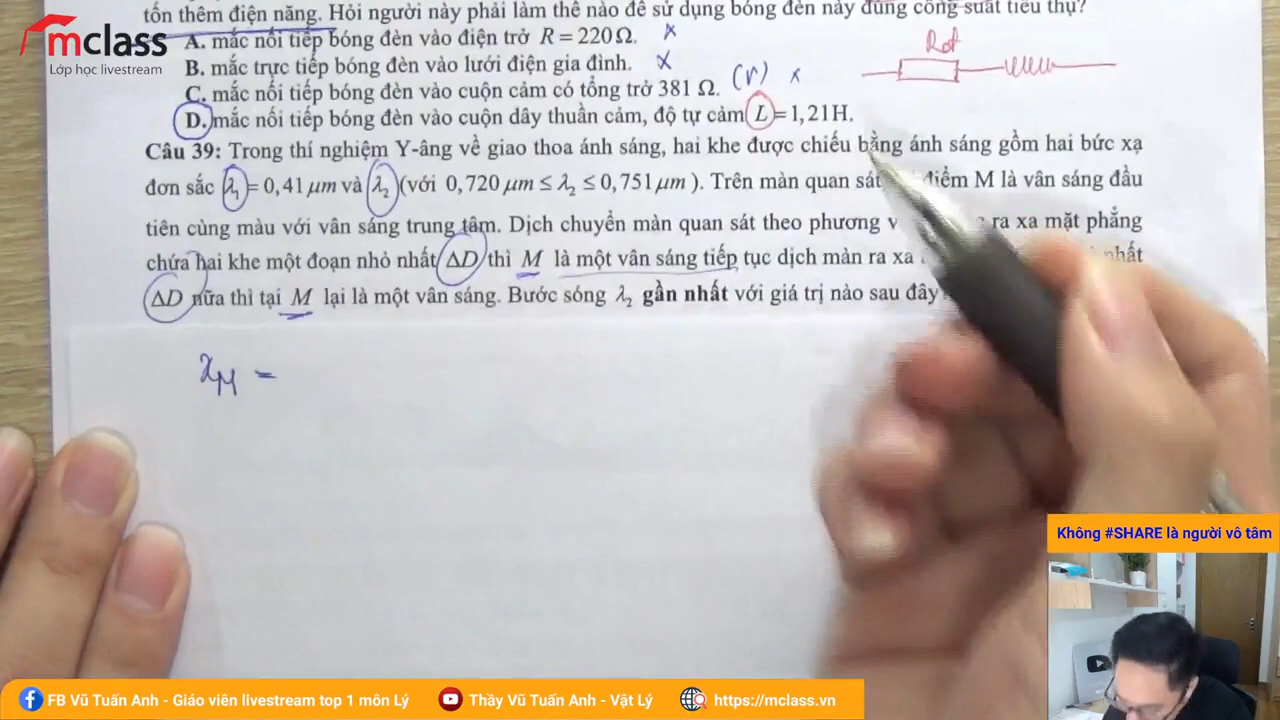 tốn thêm điện năng. Hỏi người này phải làm thế nào để sử dụng bóng đèn này đúng công suất tiêu thụ?
mclass
Lớp học livestream
A. mắc nối tiếp bóng đèn vào điện trở R = 220 Ω. x
B. mắc trực tiếp bóng đèn vào lưới điện gia đình. x
C. mắc nối tiếp bóng đèn vào cuộn cảm có tổng trở 381 Ω. (r) x
D. mắc nối tiếp bóng đèn vào cuộn dây thuần cảm, độ tự cảm L = 1,21H.
Câu 39: Trong thí nghiệm Y-âng về giao thoa ánh sáng, hai khe được chiếu bằng ánh sáng gồm hai bức xạ
đơn sắc λ₁ = 0,41 μm và λ₂ (với 0,720 μm ≤ λ₂ ≤ 0,751 μm ). Trên màn quan sát điểm M là vân sáng đầu
tiên cùng màu với vân sáng trung tâm. Dịch chuyển màn quan sát theo phương v ra xa mặt phẳng
chứa hai khe một đoạn nhỏ nhất ΔD thì M là một vân sáng tiếp tục dịch màn ra xa nhất
ΔD nữa thì tại M lại là một vân sáng. Bước sóng λ₂ gần nhất với giá trị nào sau đây
x_M =
Không #SHARE là người vô tâm
FB Vũ Tuấn Anh - Giáo viên livestream top 1 môn Lý
Thầy Vũ Tuấn Anh - Vật Lý
https://mclass.vn